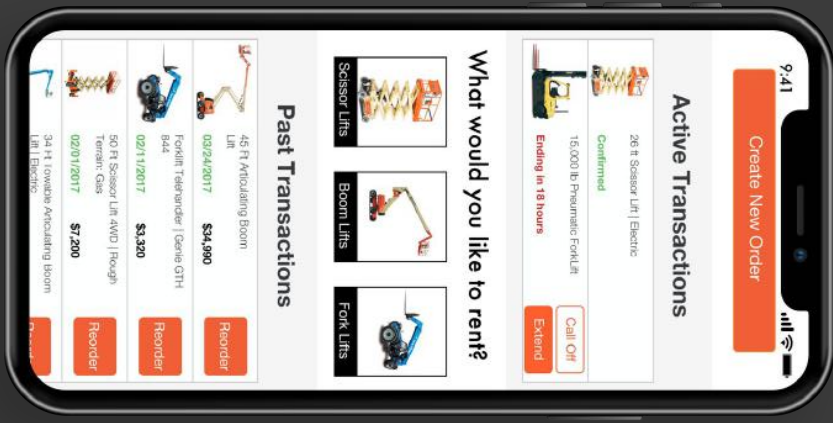 9:41
Create New Order
Active Transactions
26 ft Scissor Lift | Electric
Confirmed
15,000 lb Pneumatic ForkLift
Ending in 18 hours
Call Off
Extend
What would you like to rent?
Scissor Lifts
Boom Lifts
Fork Lifts
Past Transactions
45 Ft Articulating Boom
Lift
03/24/2017 $34,990
Reorder
Forklift Telehandler | Genie GTH
844
02/11/2017 $3,320
Reorder
50 Ft Scissor Lift 4WD | Rough
Terrain: Gas
02/01/2017 $7,200
Reorder
34 Ft Towable Articulating Boom
Lift | Electric